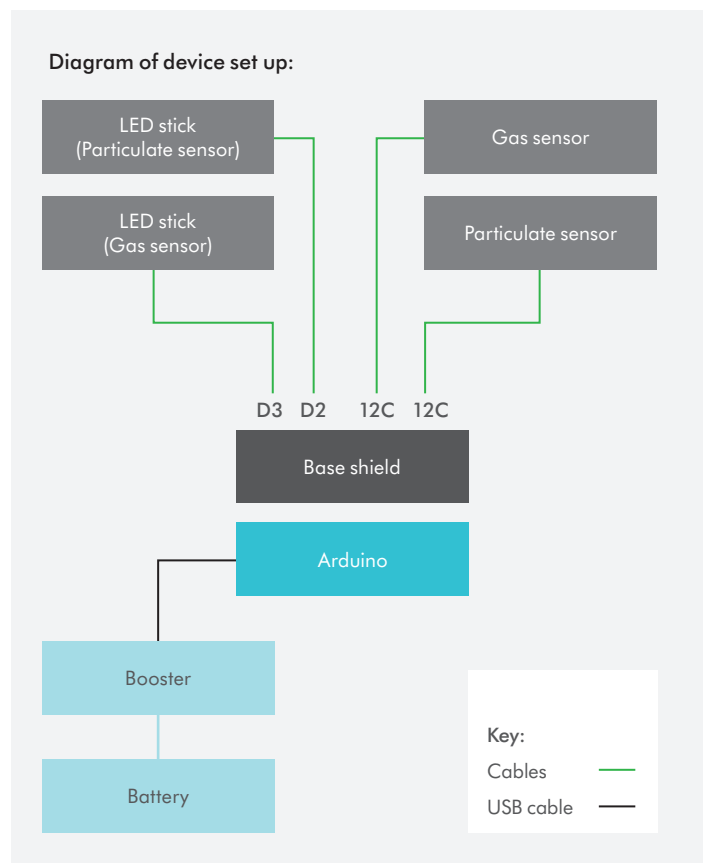 Diagram of device set up:
LED stick
(Particulate sensor)
Gas sensor
LED stick
(Gas sensor)
Particulate sensor
D3 D2 12C 12C
Base shield
Arduino
Booster
Battery
Key:
Cables
USB cable